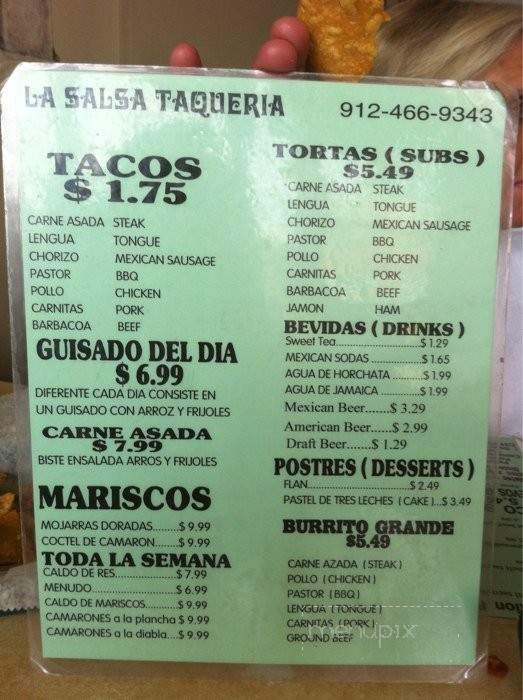 LA SALSA TAQUERIA
912-466-9343
TACOS
$ 1.75
CARNE ASADA STEAK
LENGUA TONGUE
CHORIZO MEXICAN SAUSAGE
PASTOR BBQ
POLLO CHICKEN
CARNITAS PORK
BARBACOA BEEF
GUISADO DEL DIA
$ 6.99
DIFERENTE CADA DIA CONSISTE EN
UN GUISADO CON ARROZ Y FRIJOLES
CARNE ASADA
$ 7.99
BISTE ENSALADA ARROS Y FRIJOLES
MARISCOS
MOJARRAS DORADAS........$ 9.99
COCTEL DE CAMARON.......$ 9.99
TODA LA SEMANA
CALDO DE RES......................$ 7.99
MENUDO..............................$ 6.99
CALDO DE MARISCOS.........$ 9.99
CAMARONES a la plancha $ 9.99
CAMARONES a la diabla...$ 9.99
TORTAS ( SUBS )
$5.49
CARNE ASADA STEAK
LENGUA TONGUE
CHORIZO MEXICAN SAUSAGE
PASTOR BBQ
POLLO CHICKEN
CARNITAS PORK
BARBACOA BEEF
JAMON HAM
BEVIDAS ( DRINKS )
Sweet Tea......................$ 1.29
MEXICAN SODAS ..............$ 1.65
AGUA DE HORCHATA .........$ 1.99
AGUA DE JAMAICA ............$ 1.99
Mexican Beer.......$ 3.29
American Beer......$ 2.99
Draft Beer.......$ 1.29
POSTRES ( DESSERTS )
FLAN............................$ 2.49
PASTEL DE TRES LECHES ( CAKE )...$ 3.49
BURRITO GRANDE
$5.49
CARNE AZADA ( STEAK )
POLLO ( CHICKEN )
PASTOR ( BBQ )
LENGUA ( TONGUE )
CARNITAS ( PORK )
GROUND BEEF
menupix